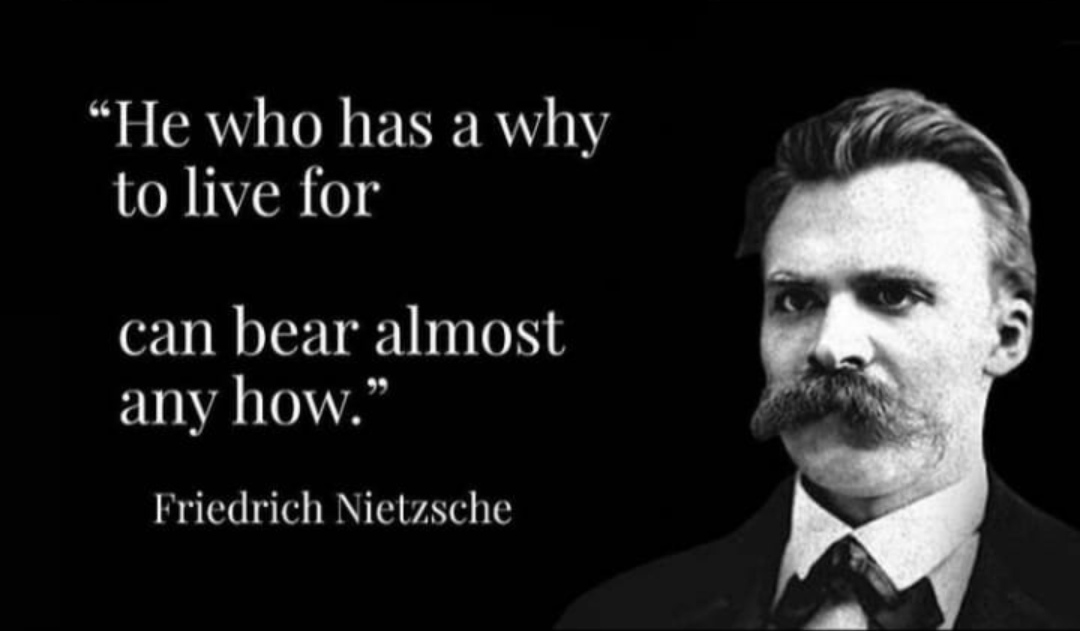 “He who has a why
to live for
can bear almost
any how.”
Friedrich Nietzsche